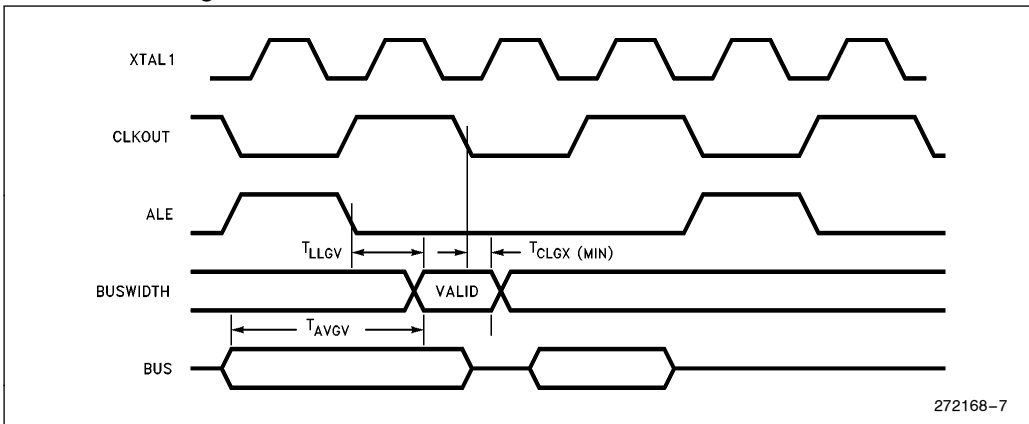 XTAL1
CLKOUT
ALE
TLLGV
TCLGX (MIN)
BUSWIDTH
VALID
TAVGV
BUS
272168-7